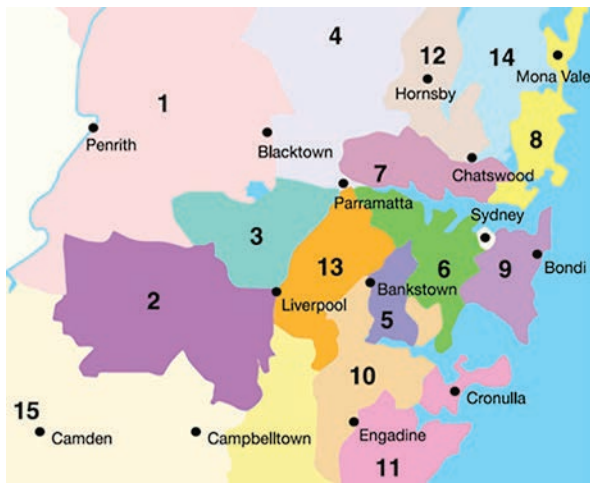 4
12
14
Mona Vale
Hornsby
1
8
Penrith
Blacktown
7
Chatswood
Parramatta
Sydney
3
13
6
9
Bondi
Bankstown
2
Liverpool
5
10
Cronulla
15
Camden
Campbelltown
Engadine
11